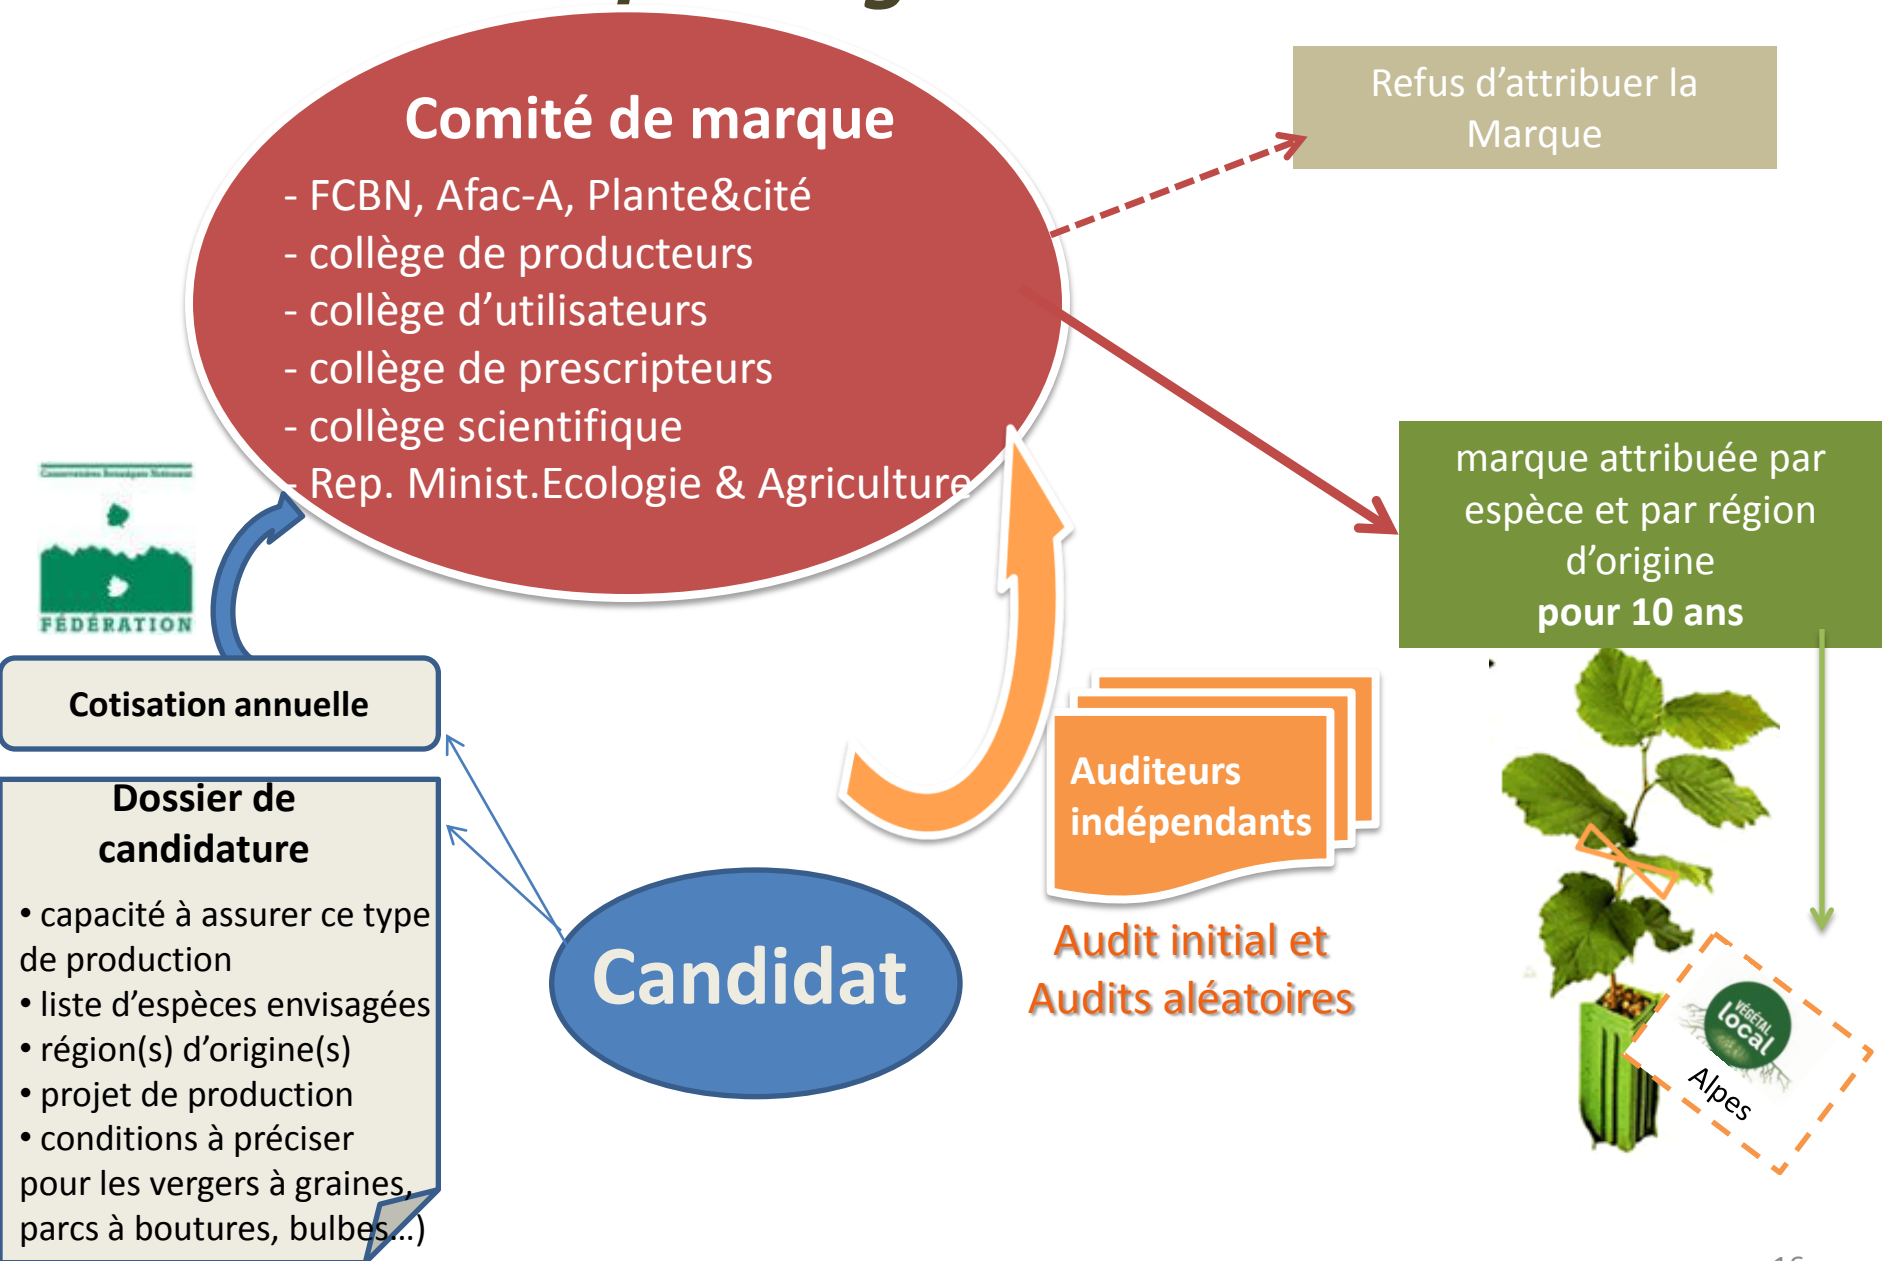 Comité de marque
- FCBN, Afac-A, Plante&cité
- collège de producteurs
- collège d’utilisateurs
- collège de prescripteurs
- collège scientifique
- Rep. Minist.Ecologie & Agriculture
Refus d’attribuer la
Marque
marque attribuée par
espèce et par région
d’origine
pour 10 ans
Conservatoires Botaniques Nationaux
FÉDÉRATION
Cotisation annuelle
Dossier de
candidature
• capacité à assurer ce type
de production
• liste d’espèces envisagées
• région(s) d’origine(s)
• projet de production
• conditions à préciser
pour les vergers à graines,
parcs à boutures, bulbes…)
Candidat
Auditeurs
indépendants
Audit initial et
Audits aléatoires
VÉGÉTAL
local
Alpes